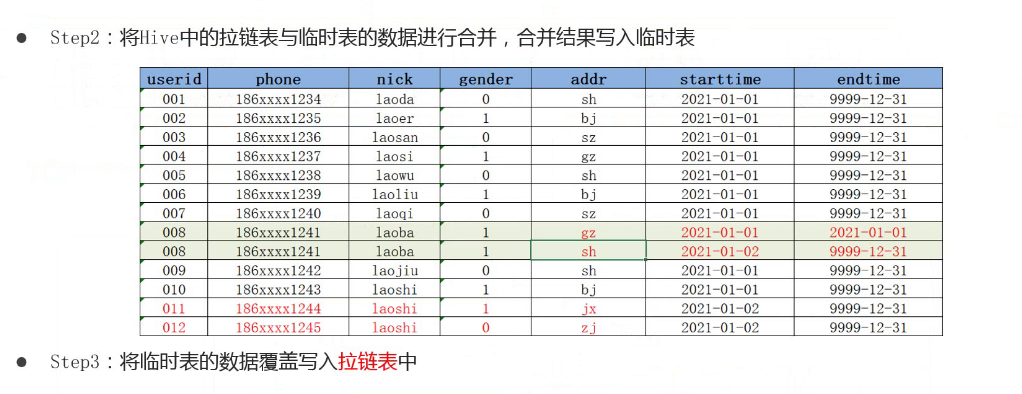 ● Step2：将Hive中的拉链表与临时表的数据进行合并，合并结果写入临时表
userid phone nick gender addr starttime endtime
001 186xxxx1234 laoda 0 sh 2021-01-01 9999-12-31
002 186xxxx1235 laoer 1 bj 2021-01-01 9999-12-31
003 186xxxx1236 laosan 0 sz 2021-01-01 9999-12-31
004 186xxxx1237 laosi 1 gz 2021-01-01 9999-12-31
005 186xxxx1238 laowu 0 sh 2021-01-01 9999-12-31
006 186xxxx1239 laoliu 1 bj 2021-01-01 9999-12-31
007 186xxxx1240 laoqi 0 sz 2021-01-01 9999-12-31
008 186xxxx1241 laoba 1 gz 2021-01-01 2021-01-01
008 186xxxx1241 laoba 1 sh 2021-01-02 9999-12-31
009 186xxxx1242 laojiu 0 sh 2021-01-01 9999-12-31
010 186xxxx1243 laoshi 1 bj 2021-01-01 9999-12-31
011 186xxxx1244 laoshi 1 jx 2021-01-02 9999-12-31
012 186xxxx1245 laoshi 0 zj 2021-01-02 9999-12-31
● Step3：将临时表的数据覆盖写入拉链表中